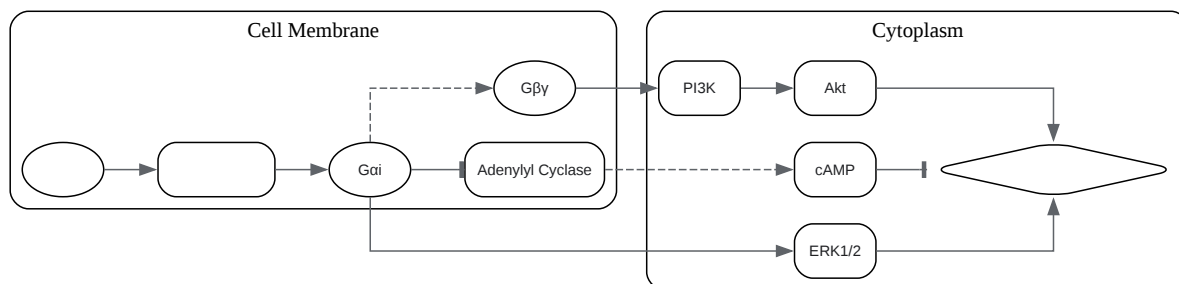 Cell Membrane
Cytoplasm
Gβγ
PI3K
Akt
Gαi
Adenylyl Cyclase
cAMP
ERK1/2